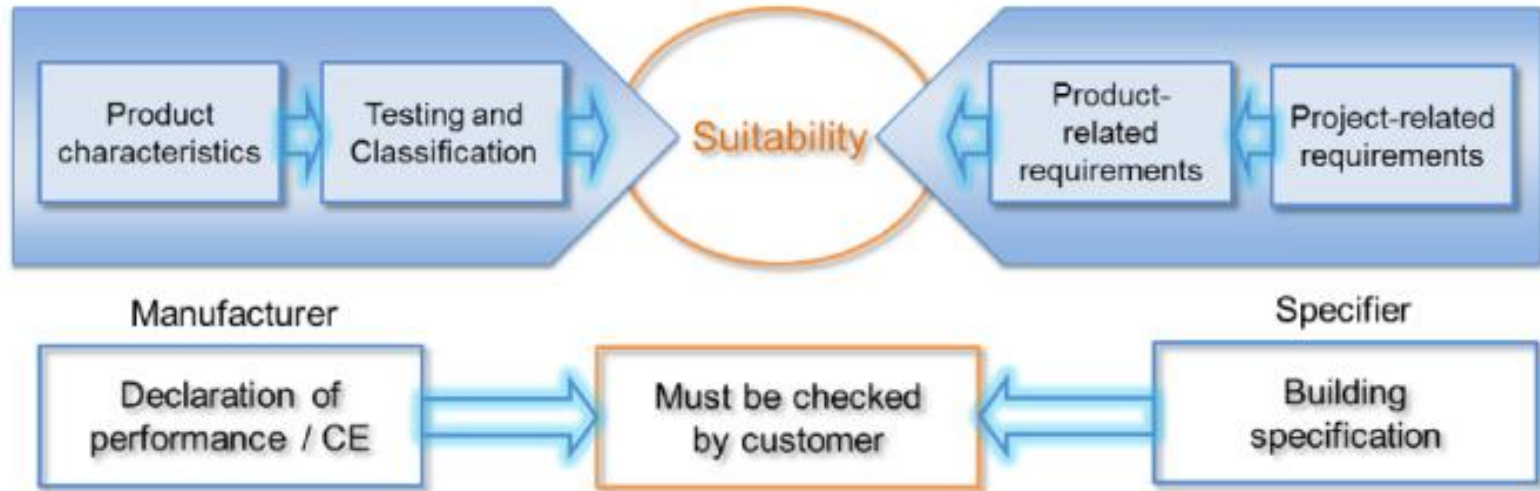 Product
characteristics
Testing and
Classification
Suitability
Product-
related
requirements
Project-related
requirements
Manufacturer
Specifier
Declaration of
performance / CE
Must be checked
by customer
Building
specification